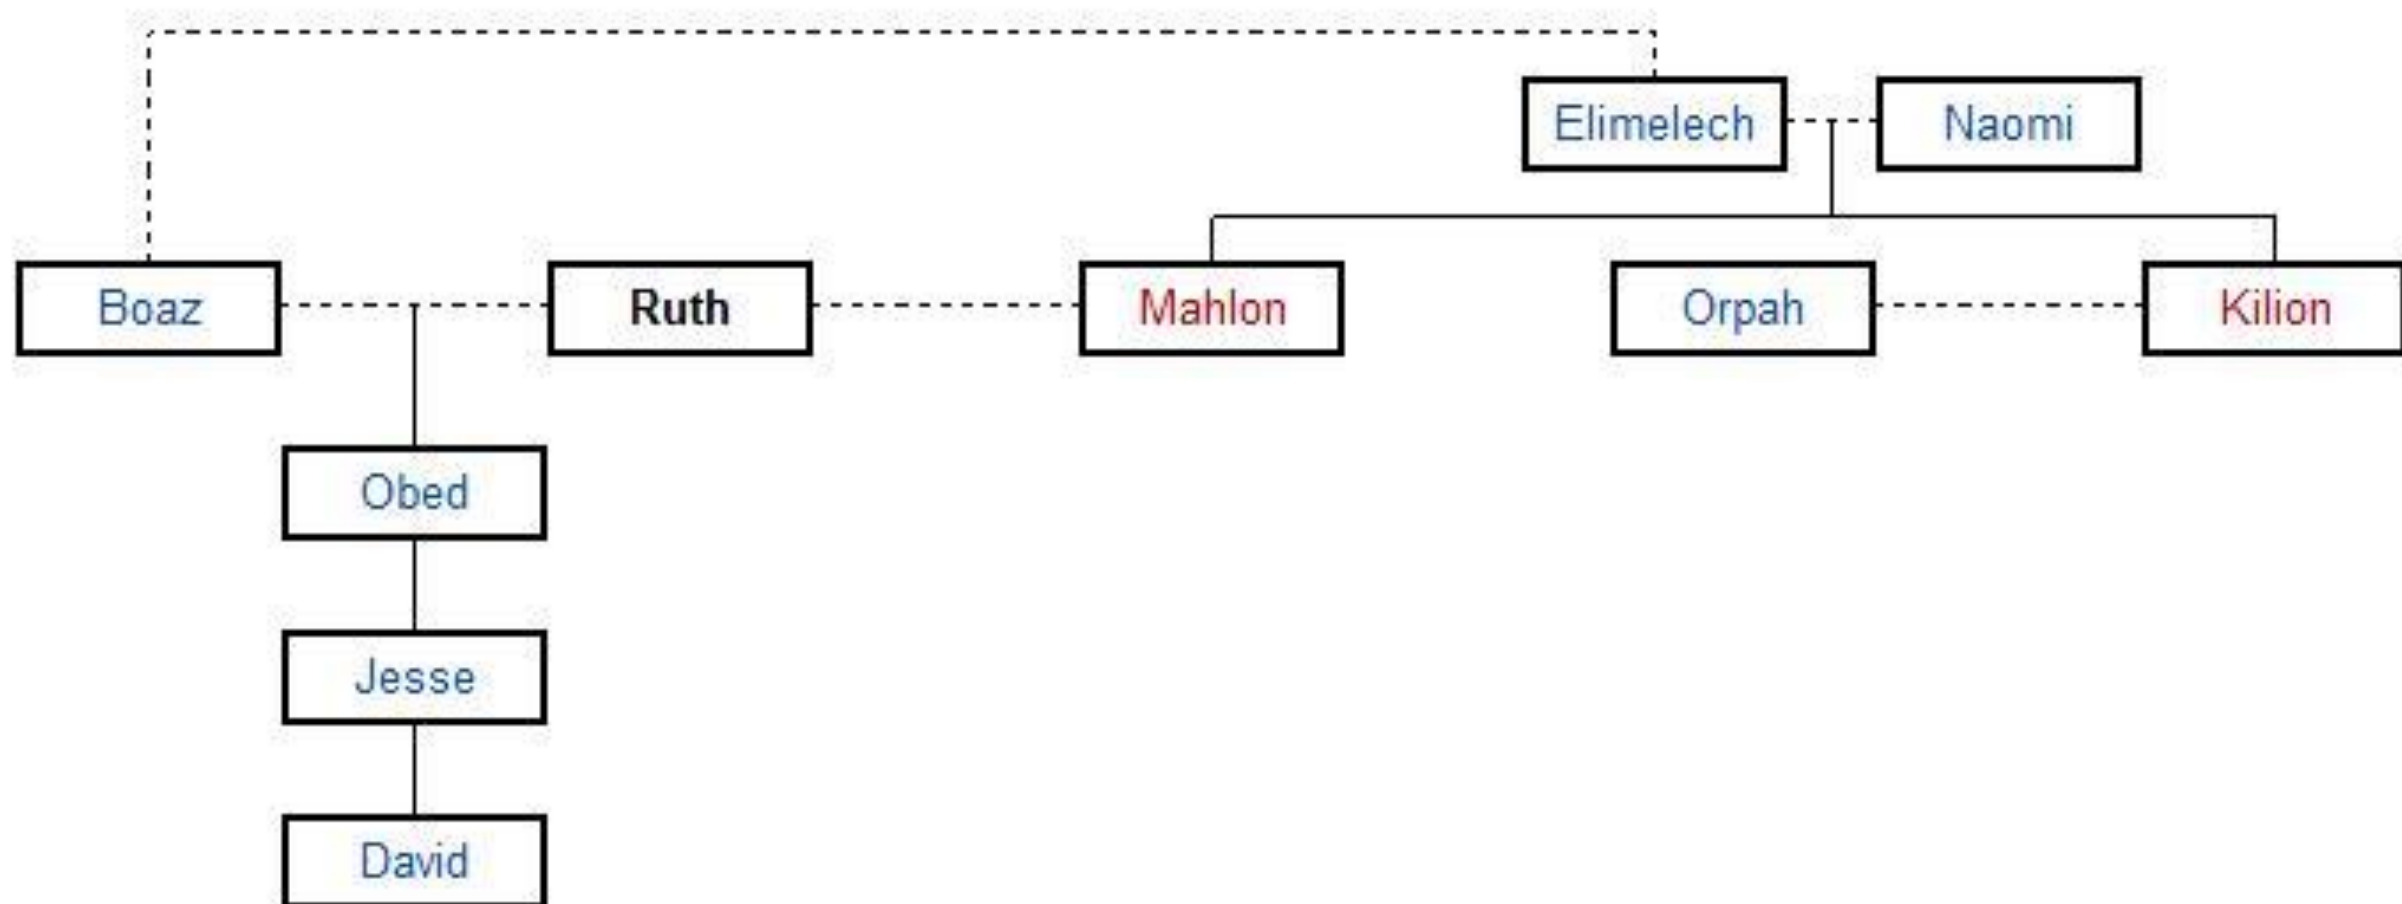 Elimelech Naomi
Boaz Ruth Mahlon Orpah Kilion
Obed
Jesse
David